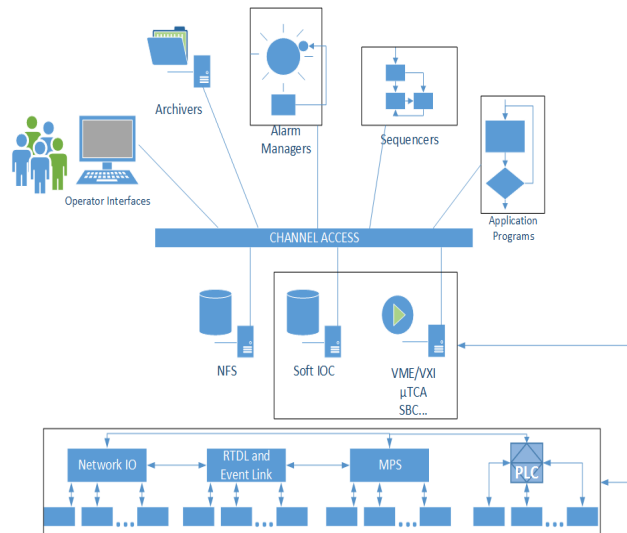 Archivers
Alarm
Managers
Sequencers
Operator Interfaces
Application
Programs
CHANNEL ACCESS
NFS
Soft IOC
VME/VXI
µTCA
SBC...
Network IO
RTDL and
Event Link
MPS
PLC